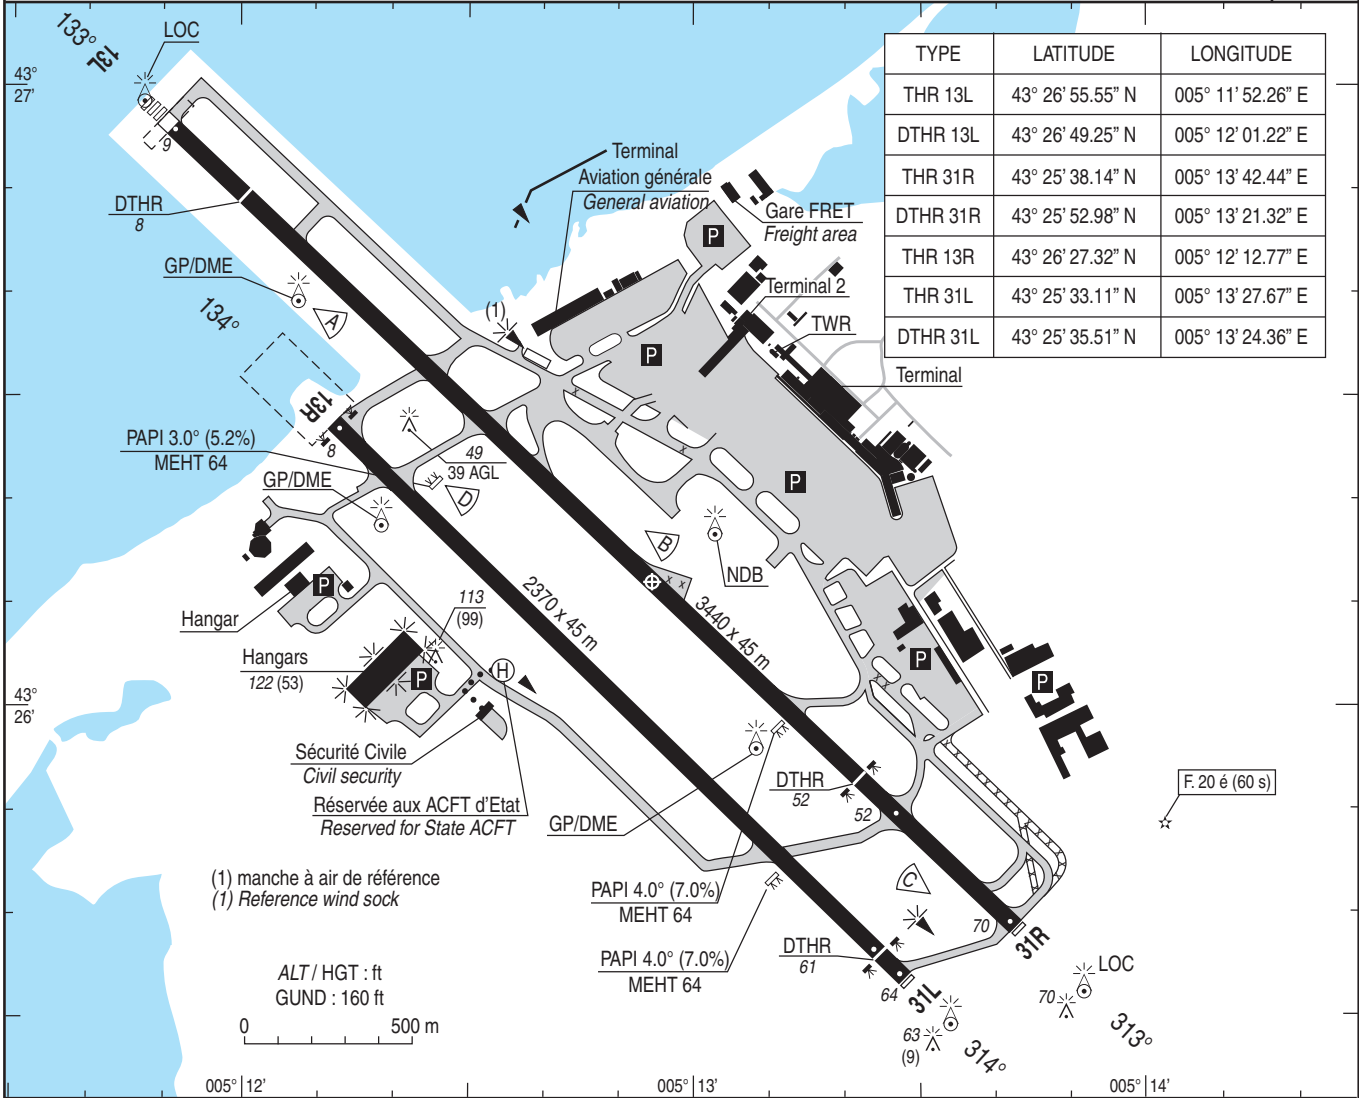 133°
13L
LOC
43°
27'
9
DTHR
8
GP/DME
134°
A
Terminal
Aviation générale
General aviation
(1)
P
Gare FRET
Freight area
Terminal 2
TWR
Terminal
P
TYPE LATITUDE LONGITUDE
THR 13L 43° 26' 55.55" N 005° 11' 52.26" E
DTHR 13L 43° 26' 49.25" N 005° 12' 01.22" E
THR 31R 43° 25' 38.14" N 005° 13' 42.44" E
DTHR 31R 43° 25' 52.98" N 005° 13' 21.32" E
THR 13R 43° 26' 27.32" N 005° 12' 12.77" E
THR 31L 43° 25' 33.11" N 005° 13' 27.67" E
DTHR 31L 43° 25' 35.51" N 005° 13' 24.36" E
13R
8
PAPI 3.0° (5.2%)
MEHT 64
49
39 AGL
GP/DME
D
P
B
NDB
P
Hangar
113
(99)
2370 x 45 m
3440 x 45 m
Hangars
122 (53)
P
H
P
P
43°
26'
Sécurité Civile
Civil security
Réservée aux ACFT d'Etat
Reserved for State ACFT
GP/DME
DTHR
52
52
F. 20 é (60 s)
(1) manche à air de référence
(1) Reference wind sock
PAPI 4.0° (7.0%)
MEHT 64
C
PAPI 4.0° (7.0%)
MEHT 64
DTHR
61
70
31R
64
31L
LOC
70
313°
63
(9)
314°
ALT / HGT : ft
GUND : 160 ft
0 500 m
005° 12'
005° 13'
005° 14'